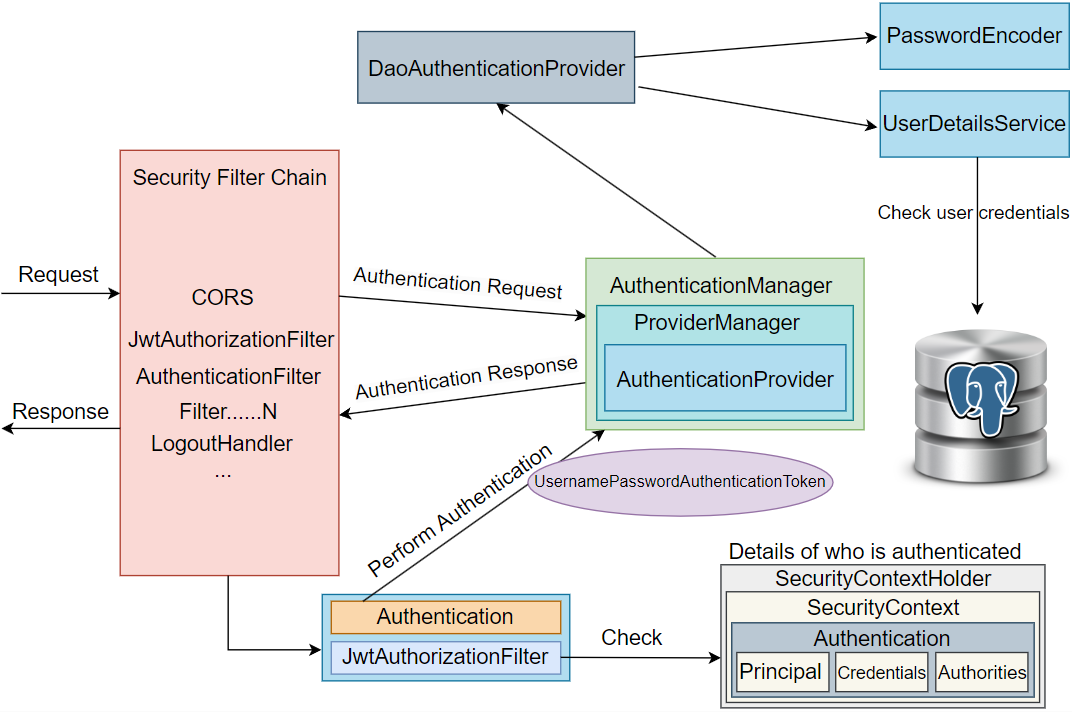 PasswordEncoder
DaoAuthenticationProvider
UserDetailsService
Security Filter Chain
Check user credentials
Request
CORS
JwtAuthorizationFilter
AuthenticationFilter
Filter......N
LogoutHandler
...
Response
Authentication Request
Authentication Response
AuthenticationManager
ProviderManager
AuthenticationProvider
Perform Authentication
UsernamePasswordAuthenticationToken
Authentication
JwtAuthorizationFilter
Check
Details of who is authenticated
SecurityContextHolder
SecurityContext
Authentication
Principal
Credentials
Authorities